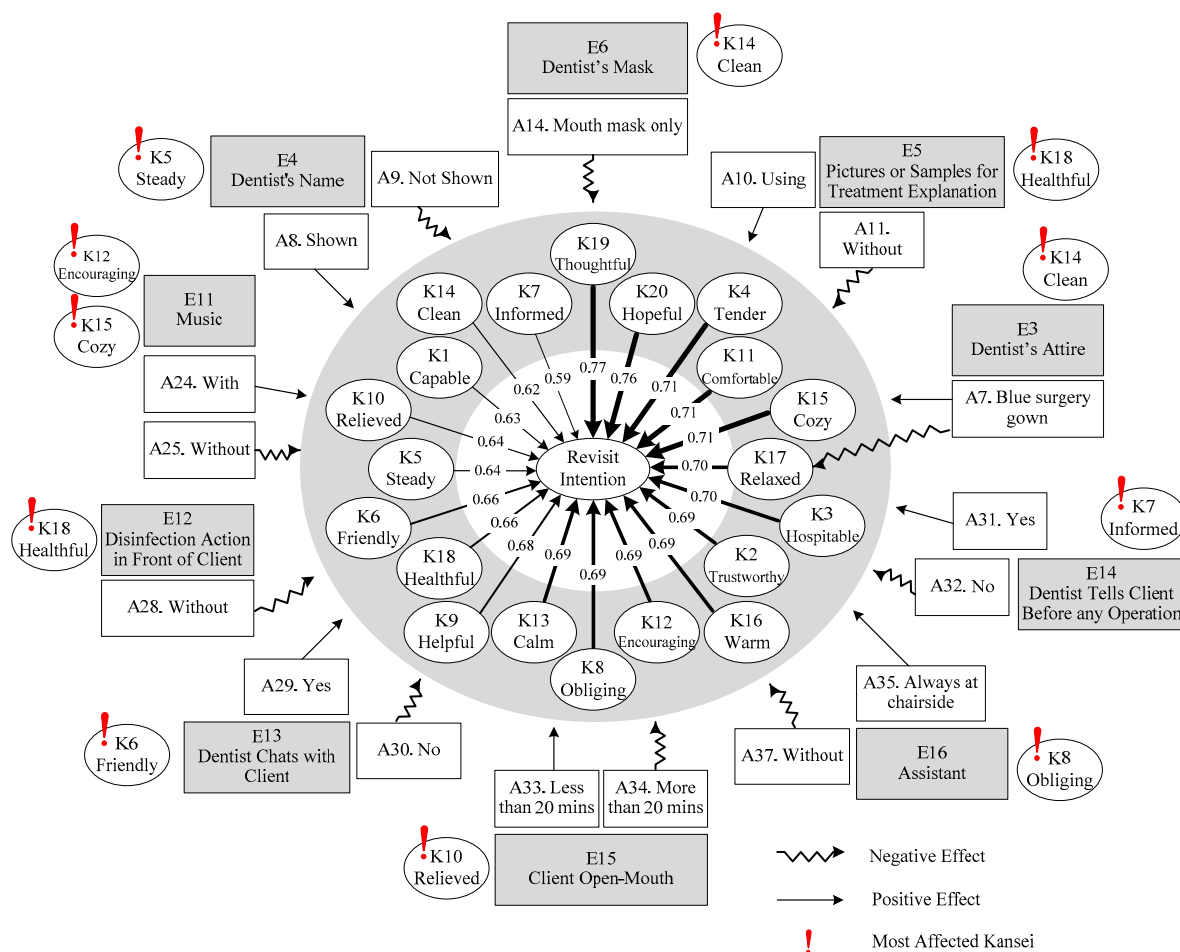 E6
Dentist's Mask
K14
Clean
A14. Mouth mask only
K5
Steady
E4
Dentist's Name
A9. Not Shown
A8. Shown
A10. Using
E5
Pictures or Samples for
Treatment Explanation
K18
Healthful
A11.
Without
K12
Encouraging
K15
Cozy
E11
Music
A24. With
A25. Without
K14
Clean
E3
Dentist's Attire
A7. Blue surgery
gown
K19
Thoughtful
K14
Clean
K7
Informed
K20
Hopeful
K4
Tender
K1
Capable
K11
Comfortable
K10
Relieved
K15
Cozy
K5
Steady
K17
Relaxed
K6
Friendly
K3
Hospitable
K18
Healthful
K2
Trustworthy
K9
Helpful
K13
Calm
K8
Obliging
K12
Encouraging
K16
Warm
Revisit
Intention
0.77
0.76
0.71
0.71
0.71
0.70
0.70
0.69
0.69
0.69
0.69
0.69
0.68
0.66
0.66
0.64
0.64
0.63
0.62
0.59
K18
Healthful
E12
Disinfection Action
in Front of Client
A28. Without
A31. Yes
K7
Informed
A32. No
E14
Dentist Tells Client
Before any Operation
A29. Yes
K6
Friendly
E13
Dentist Chats with
Client
A30. No
A35. Always at
chairside
A37. Without
E16
Assistant
K8
Obliging
A33. Less
than 20 mins
A34. More
than 20 mins
K10
Relieved
E15
Client Open-Mouth
Negative Effect
Positive Effect
Most Affected Kansei